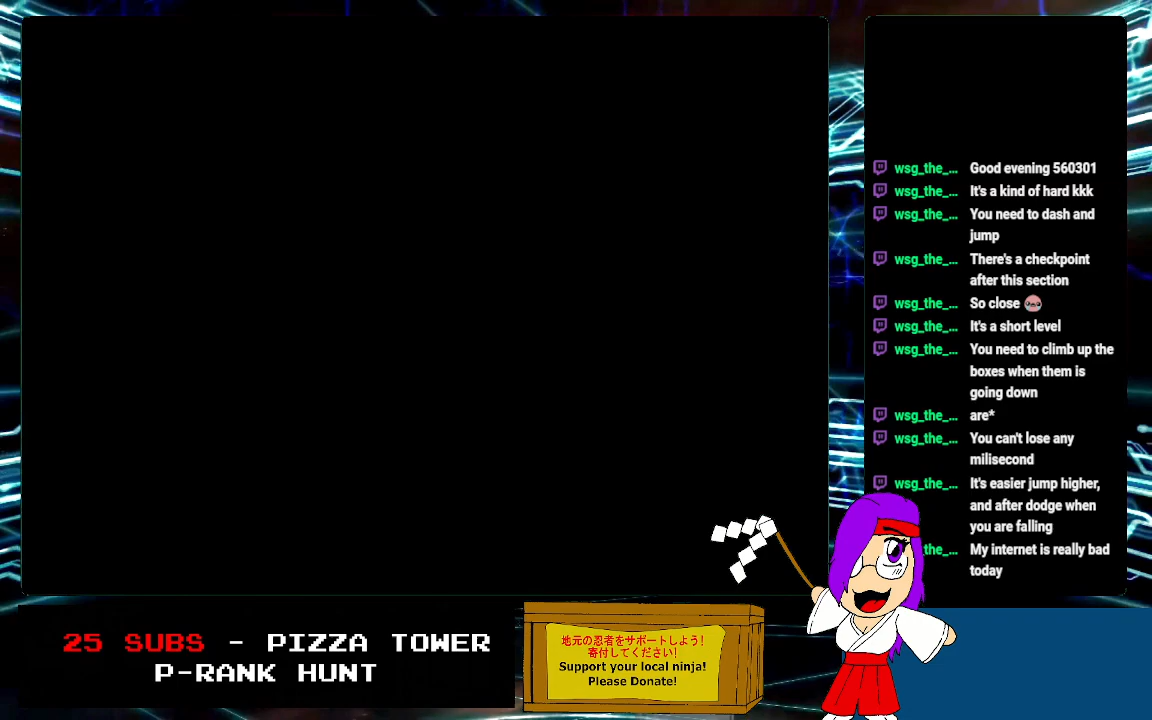 wsg_the_... Good evening 560301
wsg_the_... It's a kind of hard kkk
wsg_the_... You need to dash and
jump
wsg_the_... There's a checkpoint
after this section
wsg_the_... So close
wsg_the_... It's a short level
wsg_the_... You need to climb up the
boxes when them is
going down
wsg_the_... are*
wsg_the_... You can't lose any
milisecond
wsg_the_... It's easier jump higher,
and after dodge when
you are falling
the_... My internet is really bad
today
25 SUBS - PIZZA TOWER
P-RANK HUNT
地元の忍者をサポートしよう!
寄付してください!
Support your local ninja!
Please Donate!